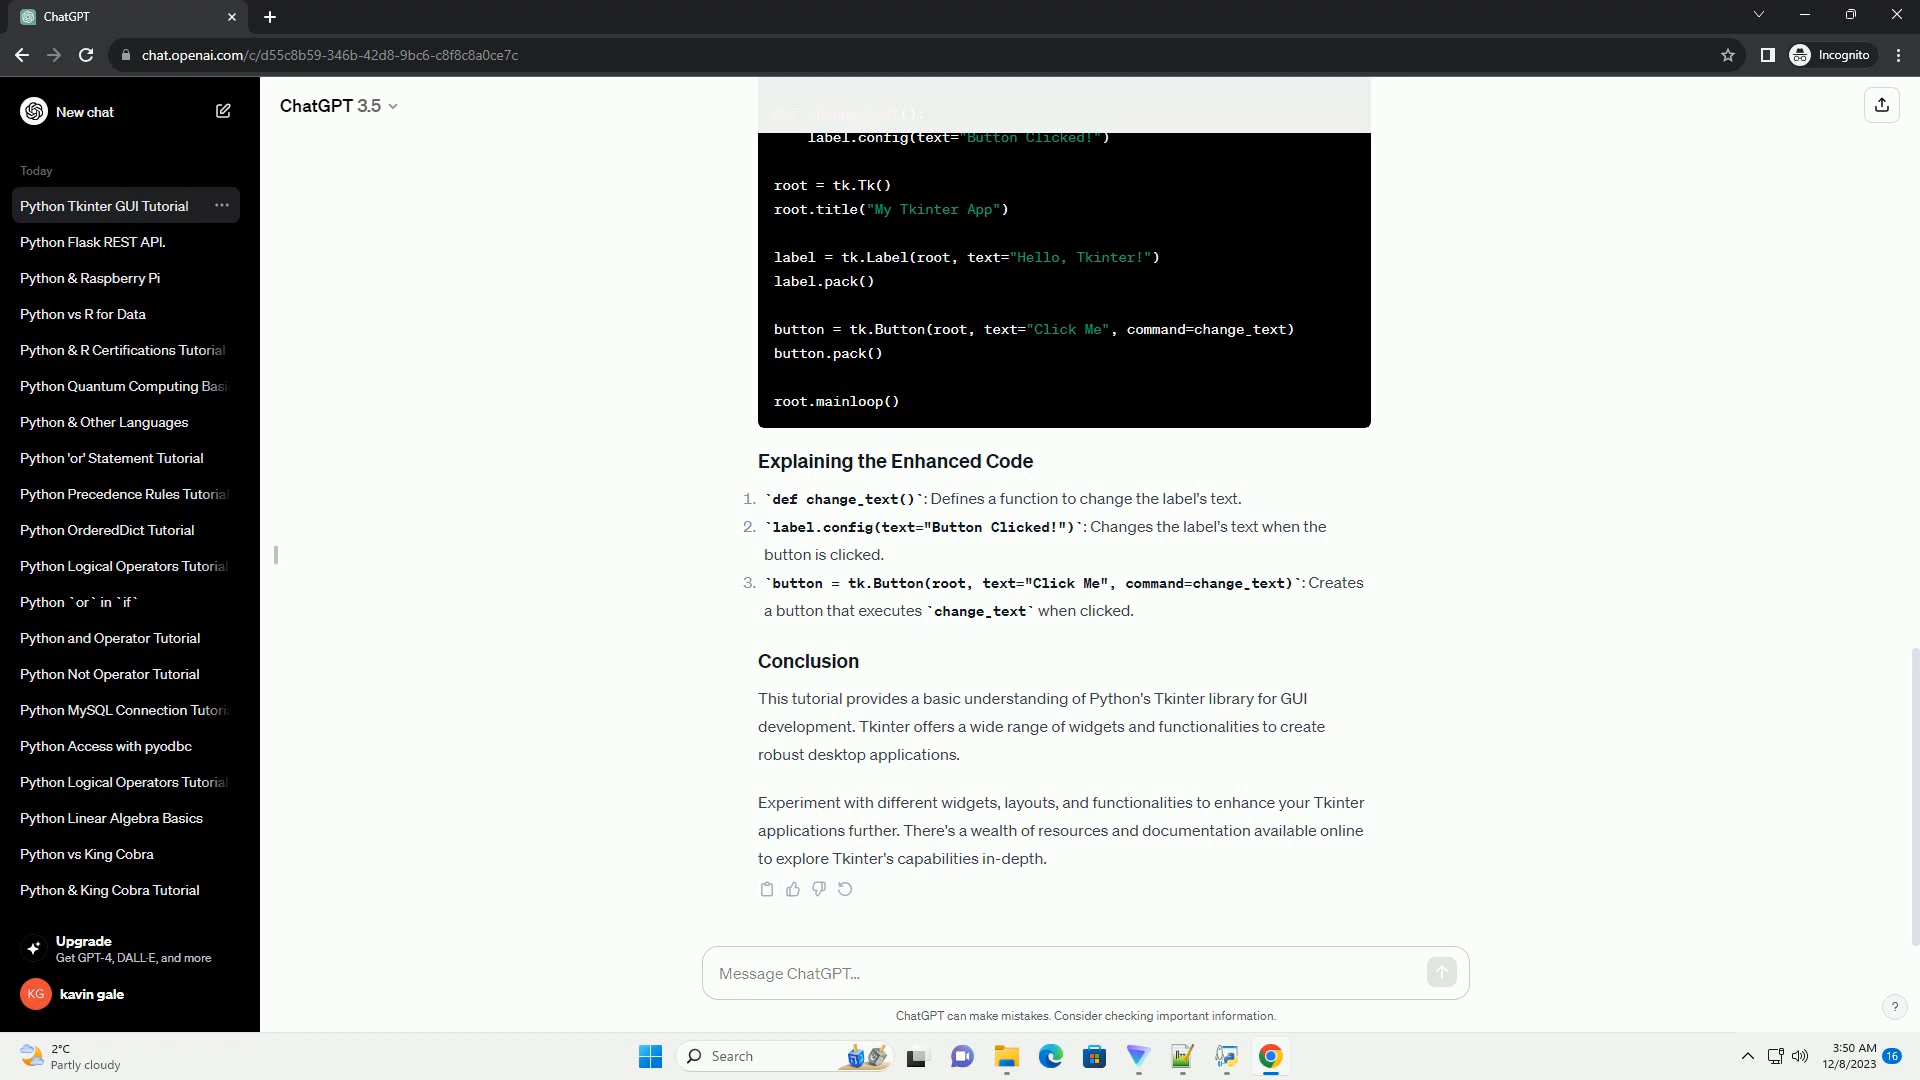 ChatGPT
chat.openai.com/c/d55c8b59-346b-42d8-9bc6-c8f8c8a0ce7c
Incognito
New chat
Today
Python Tkinter GUI Tutorial
Python Flask REST API.
Python & Raspberry Pi
Python vs R for Data
Python & R Certifications Tutorial
Python Quantum Computing Basi
Python & Other Languages
Python 'or' Statement Tutorial
Python Precedence Rules Tutorial
Python OrderedDict Tutorial
Python Logical Operators Tutorial
Python `or` in `if`
Python and Operator Tutorial
Python Not Operator Tutorial
Python MySQL Connection Tutoria
Python Access with pyodbc
Python Logical Operators Tutorial
Python Linear Algebra Basics
Python vs King Cobra
Python & King Cobra Tutorial
Upgrade
Get GPT-4, DALL·E, and more
KG kavin gale
ChatGPT 3.5
label.config(text="Button Clicked!")
root = tk.Tk()
root.title("My Tkinter App")
label = tk.Label(root, text="Hello, Tkinter!")
label.pack()
button = tk.Button(root, text="Click Me", command=change_text)
button.pack()
root.mainloop()
Explaining the Enhanced Code
1. `def change_text()`: Defines a function to change the label's text.
2. `label.config(text="Button Clicked!")`: Changes the label's text when the
button is clicked.
3. `button = tk.Button(root, text="Click Me", command=change_text)`: Creates
a button that executes `change_text` when clicked.
Conclusion
This tutorial provides a basic understanding of Python's Tkinter library for GUI
development. Tkinter offers a wide range of widgets and functionalities to create
robust desktop applications.
Experiment with different widgets, layouts, and functionalities to enhance your Tkinter
applications further. There's a wealth of resources and documentation available online
to explore Tkinter's capabilities in-depth.
Message ChatGPT...
ChatGPT can make mistakes. Consider checking important information.
?
2°C
Partly cloudy
Search
3:50 AM
12/8/2023
16